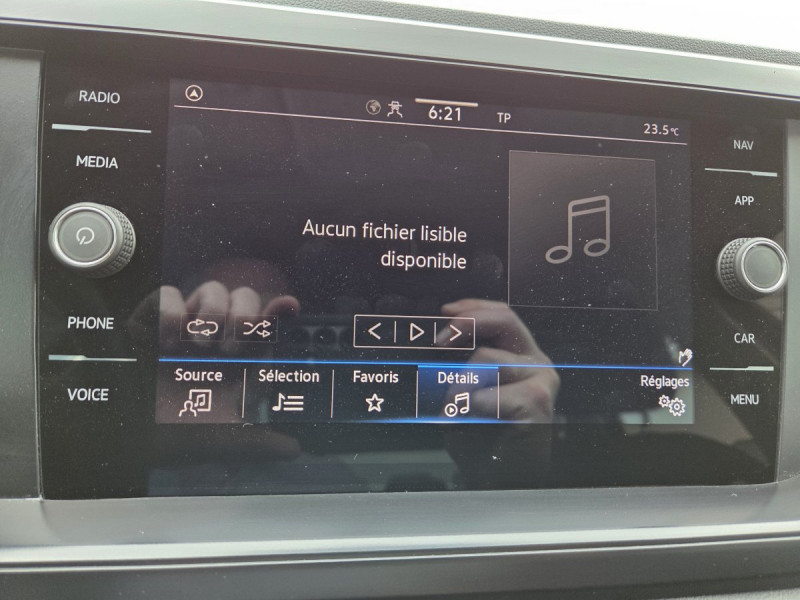 RADIO
MEDIA
PHONE
VOICE
6:21
TP
23.5°C
Aucun fichier lisible
disponible
Source
Sélection
Favoris
Détails
Réglages
NAV
APP
CAR
MENU